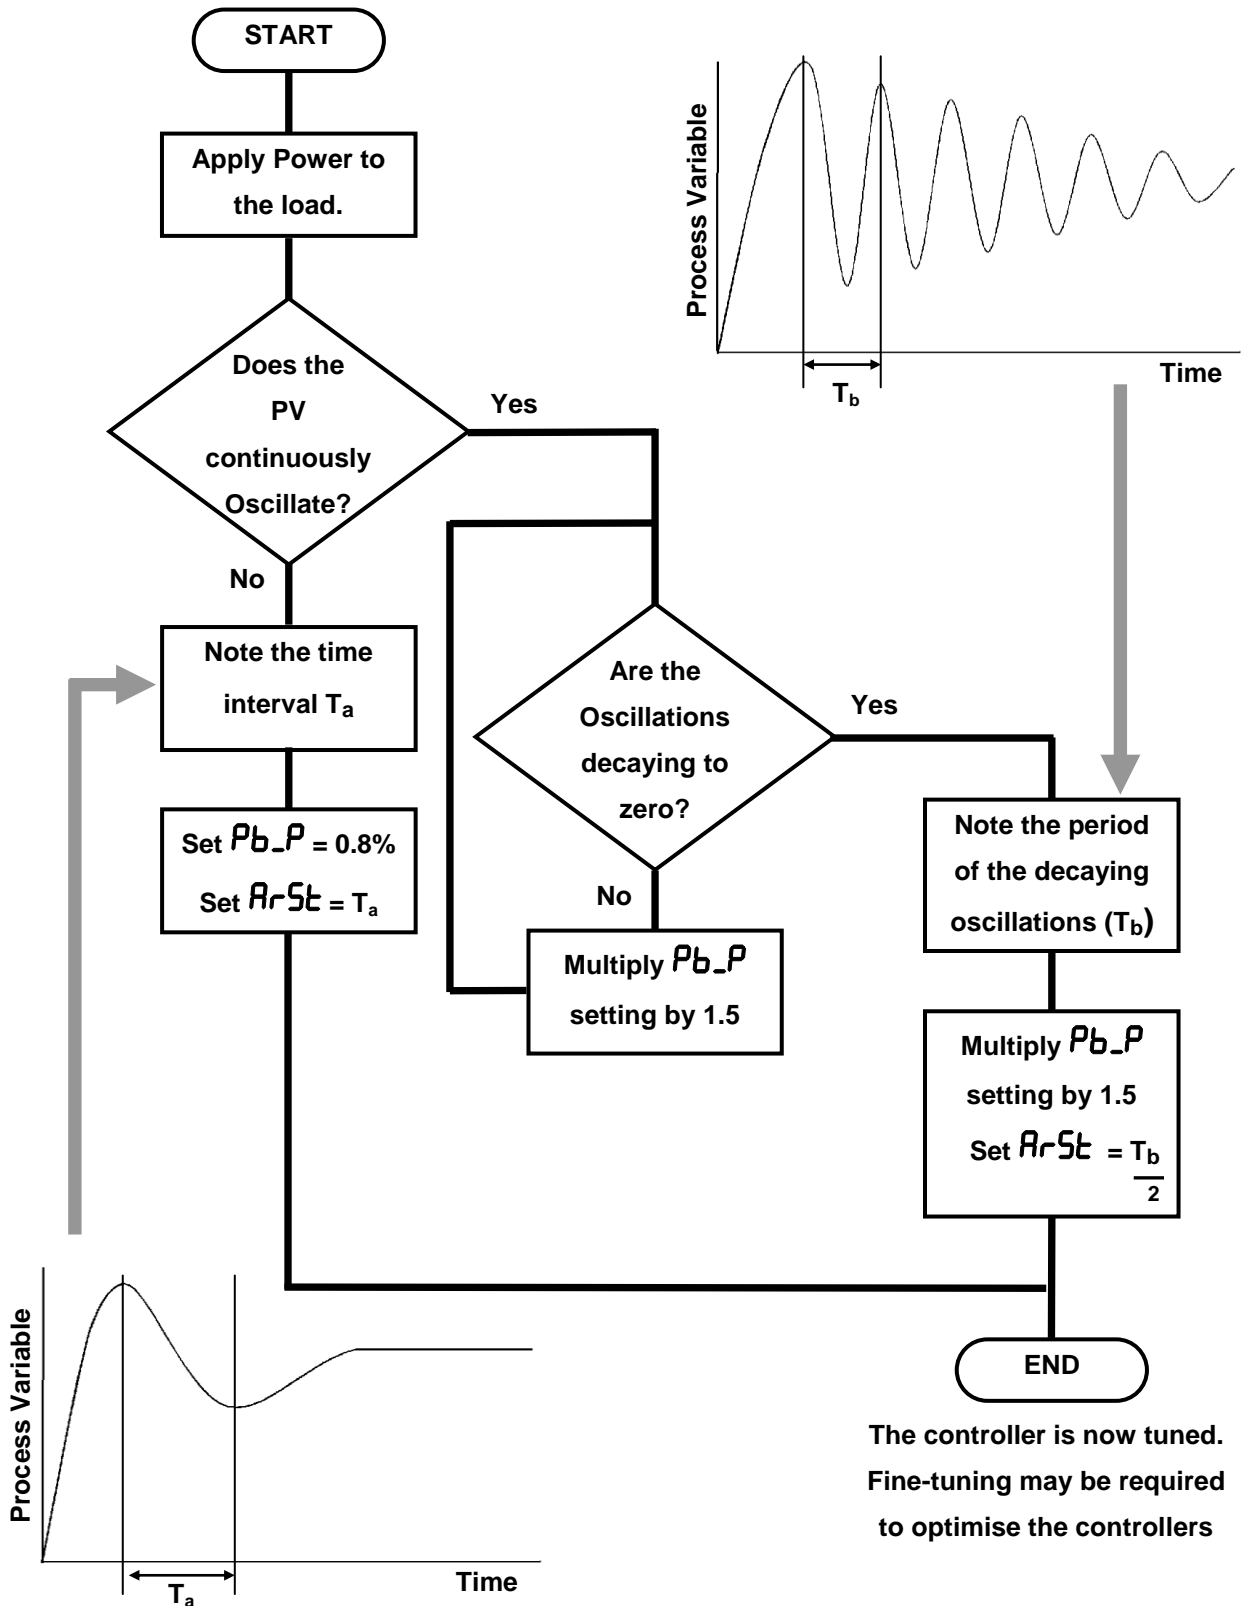 START
Apply Power to
the load.
Does the
PV
continuously
Oscillate?
Yes
No
Note the time
interval Ta
Set Pb_P = 0.8%
Set ArSt = Ta
Are the
Oscillations
decaying to
zero?
Yes
No
Multiply Pb_P
setting by 1.5
Process Variable
Time
Tb
Note the period
of the decaying
oscillations (Tb)
Multiply Pb_P
setting by 1.5
Set ArSt = Tb
2
END
The controller is now tuned.
Fine-tuning may be required
to optimise the controllers
Process Variable
Time
Ta